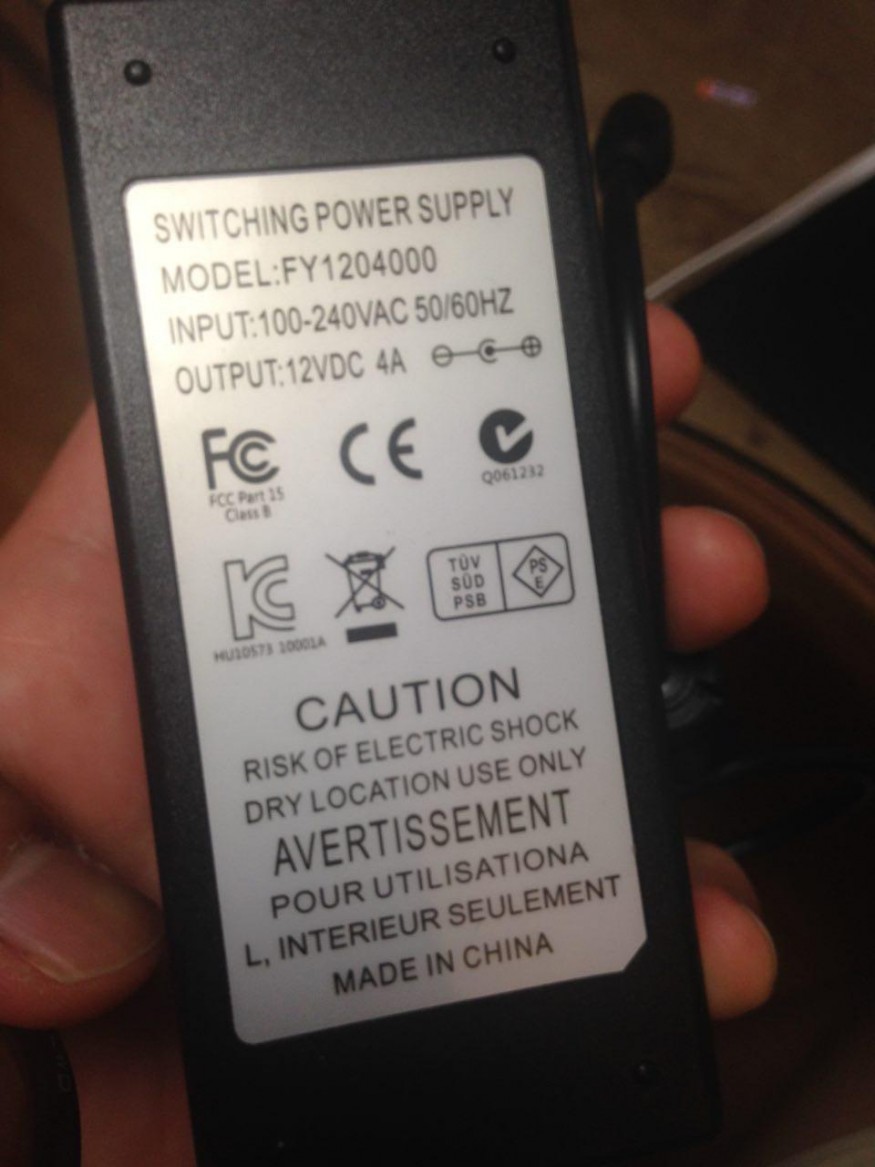 SWITCHING POWER SUPPLY
MODEL:FY1204000
INPUT:100-240VAC 50/60HZ
OUTPUT:12VDC 4A
FC CE
FCC Part 15
Class B
Q061232
TÜV
SÜD
PSB
PS
E
HU10573 10001A
CAUTION
RISK OF ELECTRIC SHOCK
DRY LOCATION USE ONLY
AVERTISSEMENT
POUR UTILISATIONA
L, INTERIEUR SEULEMENT
MADE IN CHINA